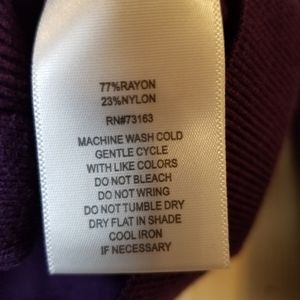 77%RAYON
23%NYLON
RN#73163
MACHINE WASH COLD
GENTLE CYCLE
WITH LIKE COLORS
DO NOT BLEACH
DO NOT WRING
DO NOT TUMBLE DRY
DRY FLAT IN SHADE
COOL IRON
IF NECESSARY